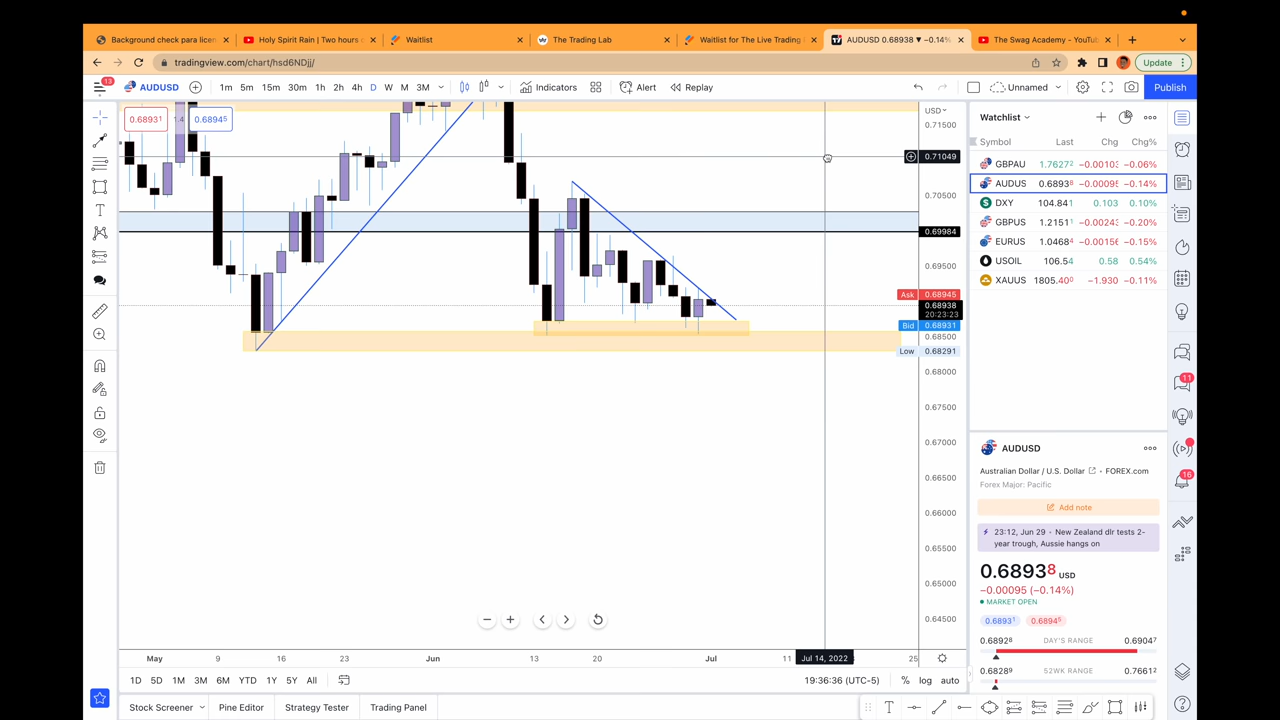 Background check para licen
Holy Spirit Rain | Two hours o
Waitlist
The Trading Lab
Waitlist for The Live Trading
AUDUSD 0.68938 ▼ −0.14%
The Swag Academy - YouTub
tradingview.com/chart/hsd6NDjj/
Update
13
AUDUSD
1m 5m 15m 30m 1h 2h 4h D W M 3M
Indicators
Alert
Replay
Unnamed
Publish
0.68931
1.4
0.68945
USD
0.71500
0.71049
0.70500
0.69984
0.69500
Ask 0.68945
0.68938
20:23:23
Bid 0.68931
0.68500
Low 0.68291
0.68000
0.67500
0.67000
0.66500
0.66000
0.65500
0.65000
0.64500
May 9 16 23 Jun 13 20 Jul 11 Jul 14, 2022 25
1D 5D 1M 3M 6M YTD 1Y 5Y All
19:36:36 (UTC-5)
% log auto
Stock Screener
Pine Editor
Strategy Tester
Trading Panel
Watchlist
Symbol Last Chg Chg%
GBPAU 1.76272 −0.00103 −0.06%
AUDUS 0.68938 −0.00095 −0.14%
DXY 104.841 0.103 0.10%
GBPUS 1.21511 −0.00243 −0.20%
EURUS 1.04684 −0.00156 −0.15%
USOIL 106.54 0.58 0.54%
XAUUS 1805.40 −1.930 −0.11%
AUDUSD
Australian Dollar / U.S. Dollar • FOREX.com
Forex Major: Pacific
Add note
23:12, Jun 29 • New Zealand dlr tests 2-
year trough, Aussie hangs on
0.68938 USD
−0.00095 (−0.14%)
MARKET OPEN
0.68931 0.68945
0.68928 DAY'S RANGE 0.69047
0.68289 52WK RANGE 0.76612
11
16